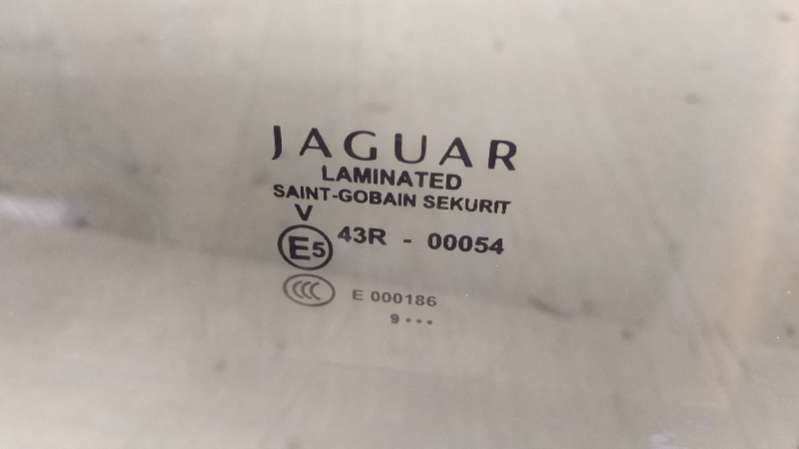 JAGUAR
LAMINATED
SAINT-GOBAIN SEKURIT
V
E5 43R - 00054
CCC E 000186
9 •••